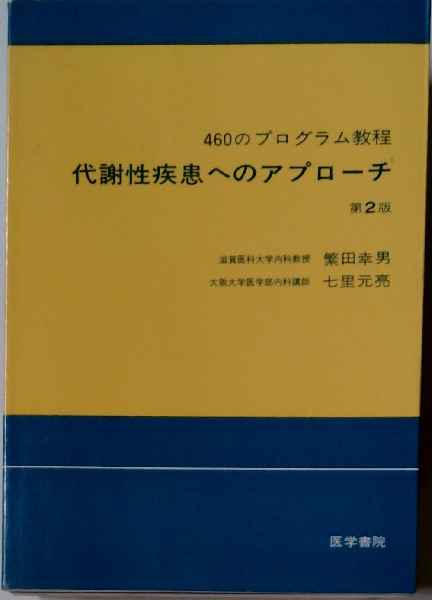 460のプログラム教程
代謝性疾患へのアプローチ
第2版
滋賀医科大学内科教授 繁田幸男
大阪大学医学部内科講師 七里元亮
医学書院